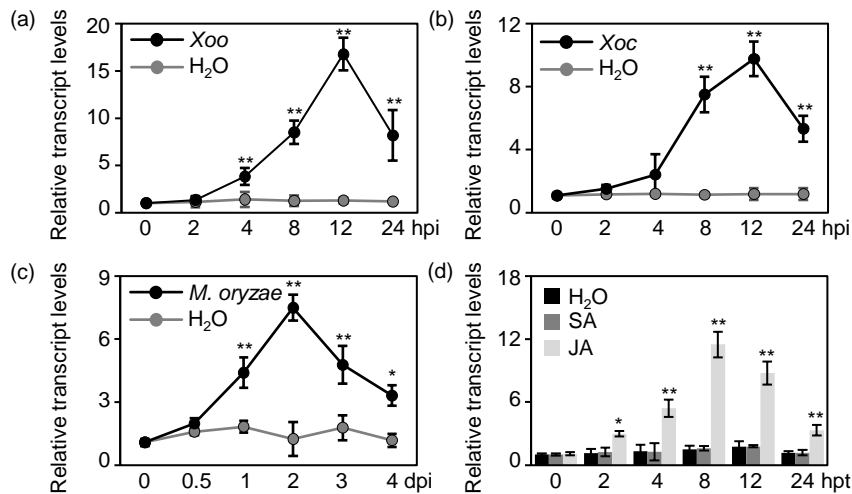 (a)
Relative transcript levels
20
15
10
5
0
Xoo
H₂O
**
**
**
**
0 2 4 8 12 24 hpi
(b)
Relative transcript levels
12
8
4
0
Xoc
H₂O
**
**
**
0 2 4 8 12 24 hpi
(c)
Relative transcript levels
9
6
3
0
M. oryzae
H₂O
**
**
**
*
0 0.5 1 2 3 4 dpi
(d)
Relative transcript levels
18
12
6
0
H₂O
SA
JA
*
**
**
**
**
0 2 4 8 12 24 hpt